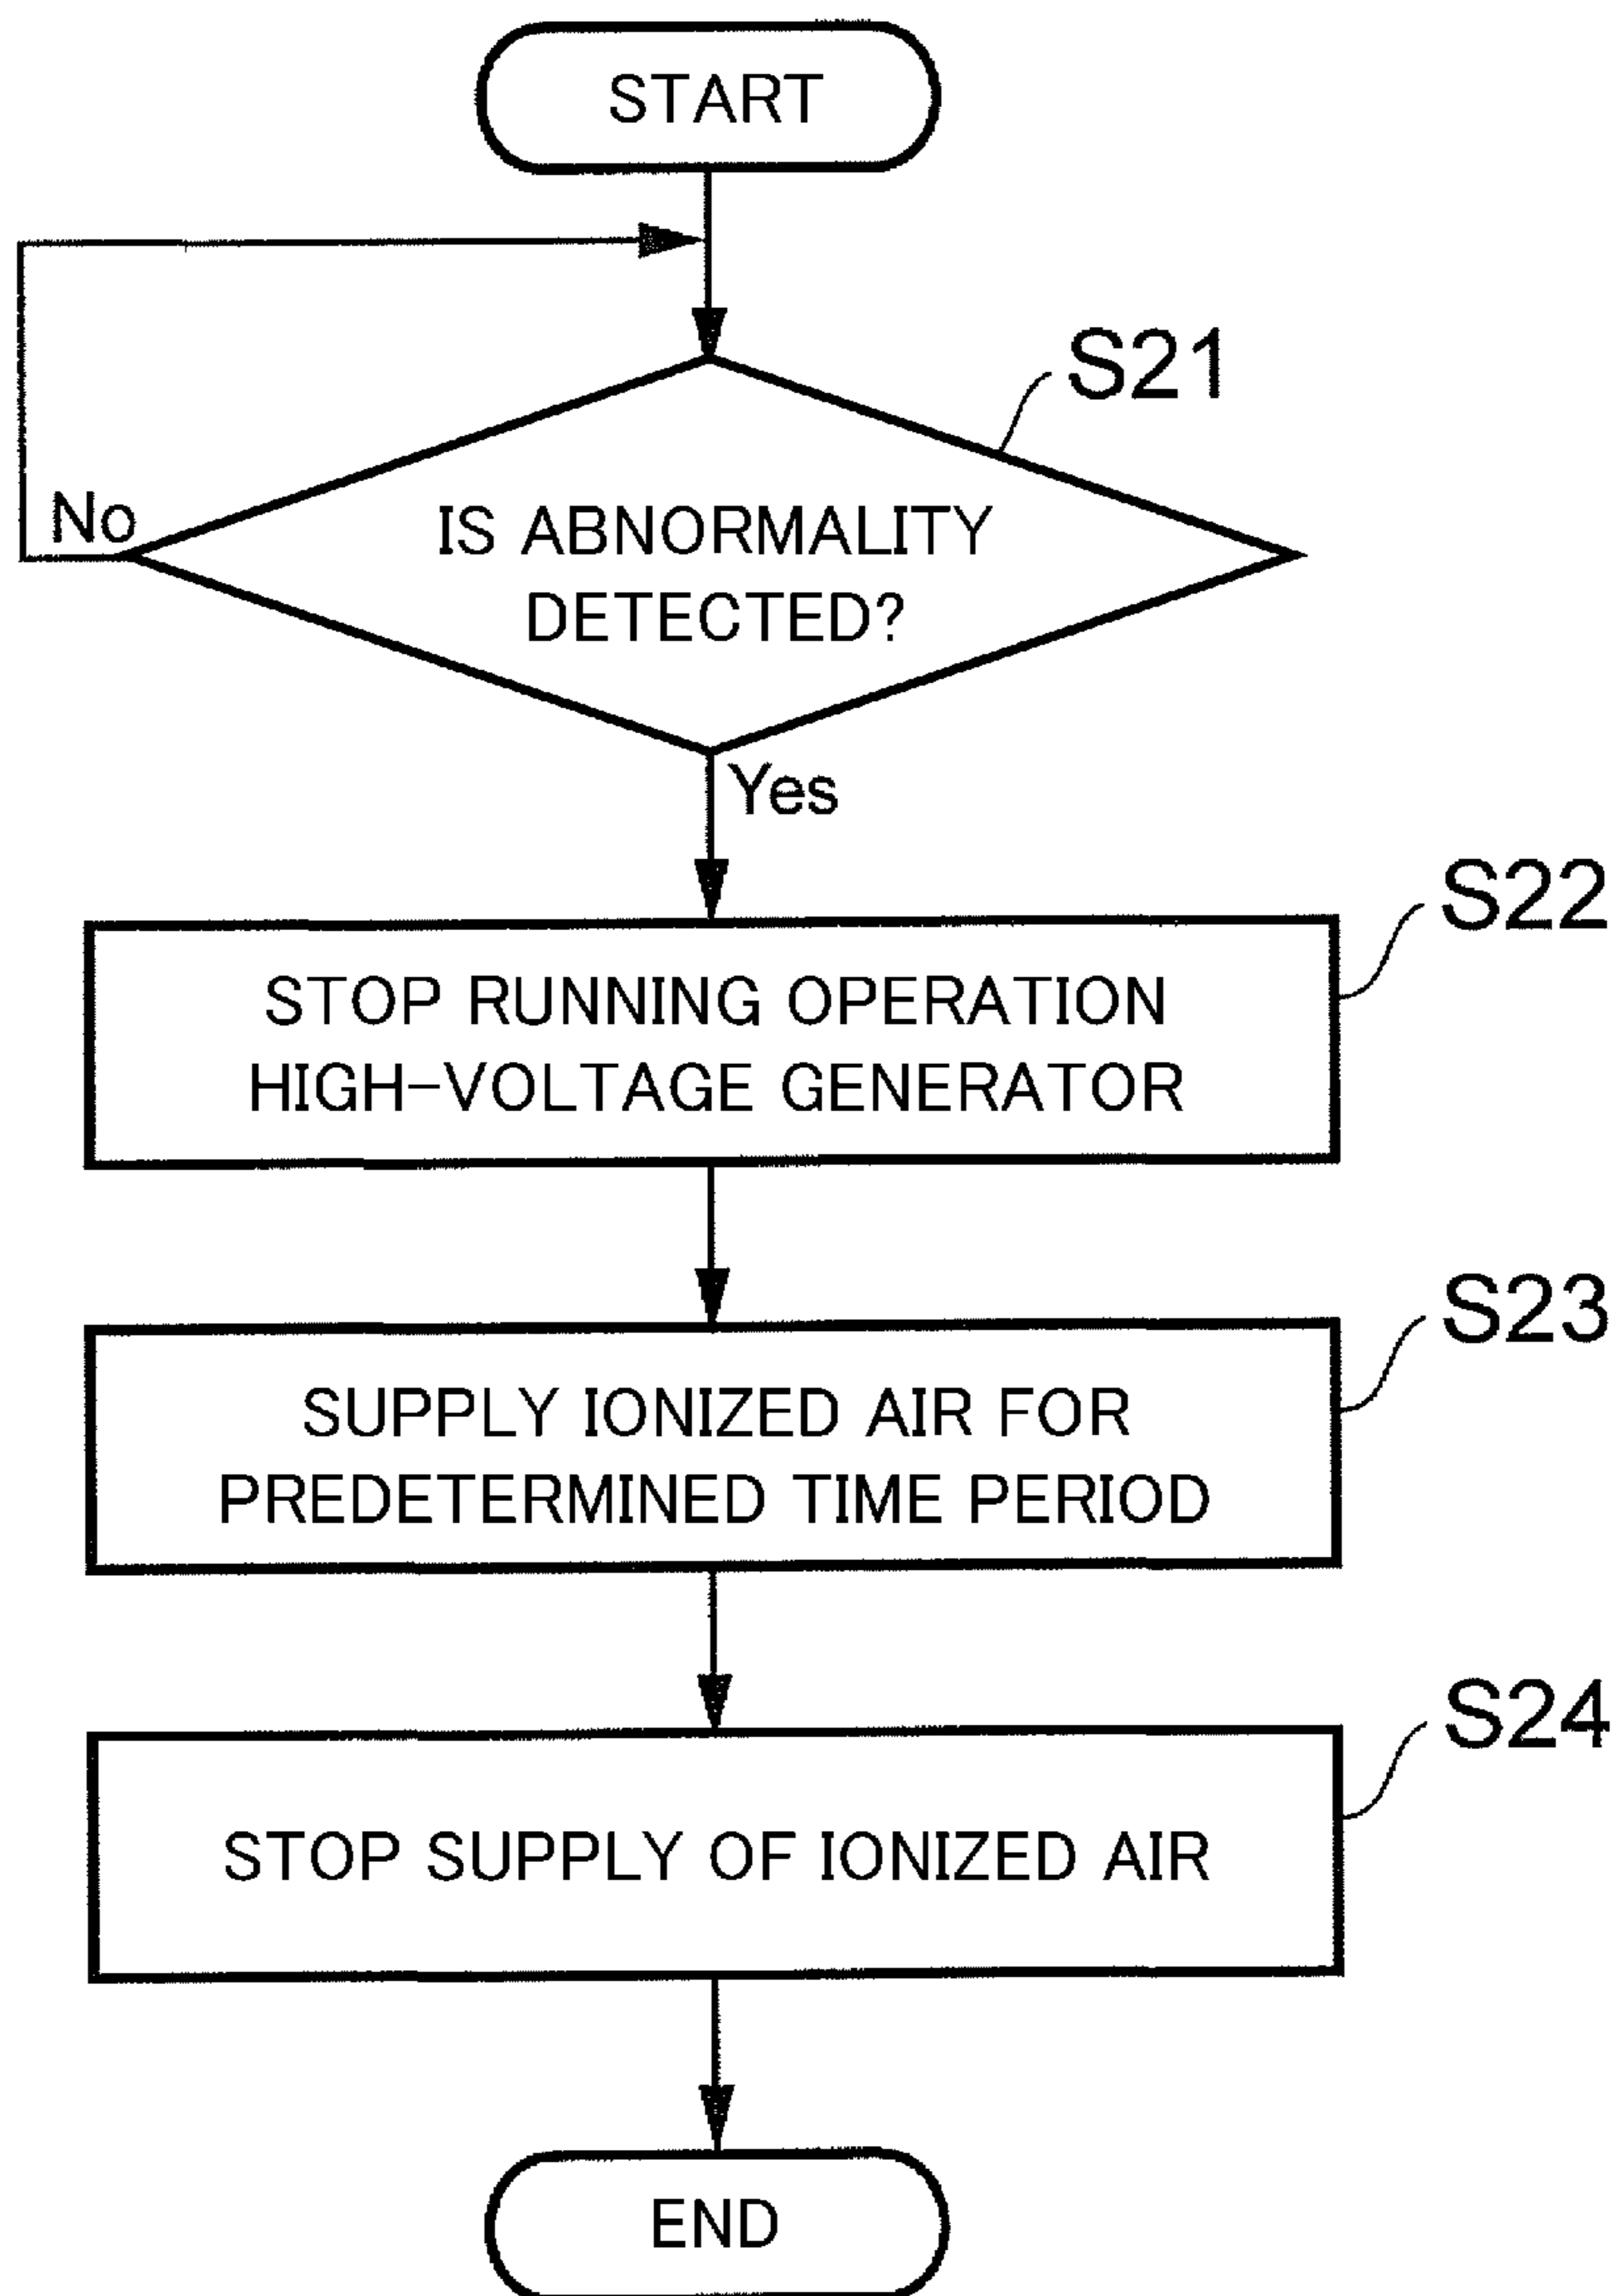 START
S21
No
IS ABNORMALITY
DETECTED?
Yes
S22
STOP RUNNING OPERATION
HIGH-VOLTAGE GENERATOR
S23
SUPPLY IONIZED AIR FOR
PREDETERMINED TIME PERIOD
S24
STOP SUPPLY OF IONIZED AIR
END